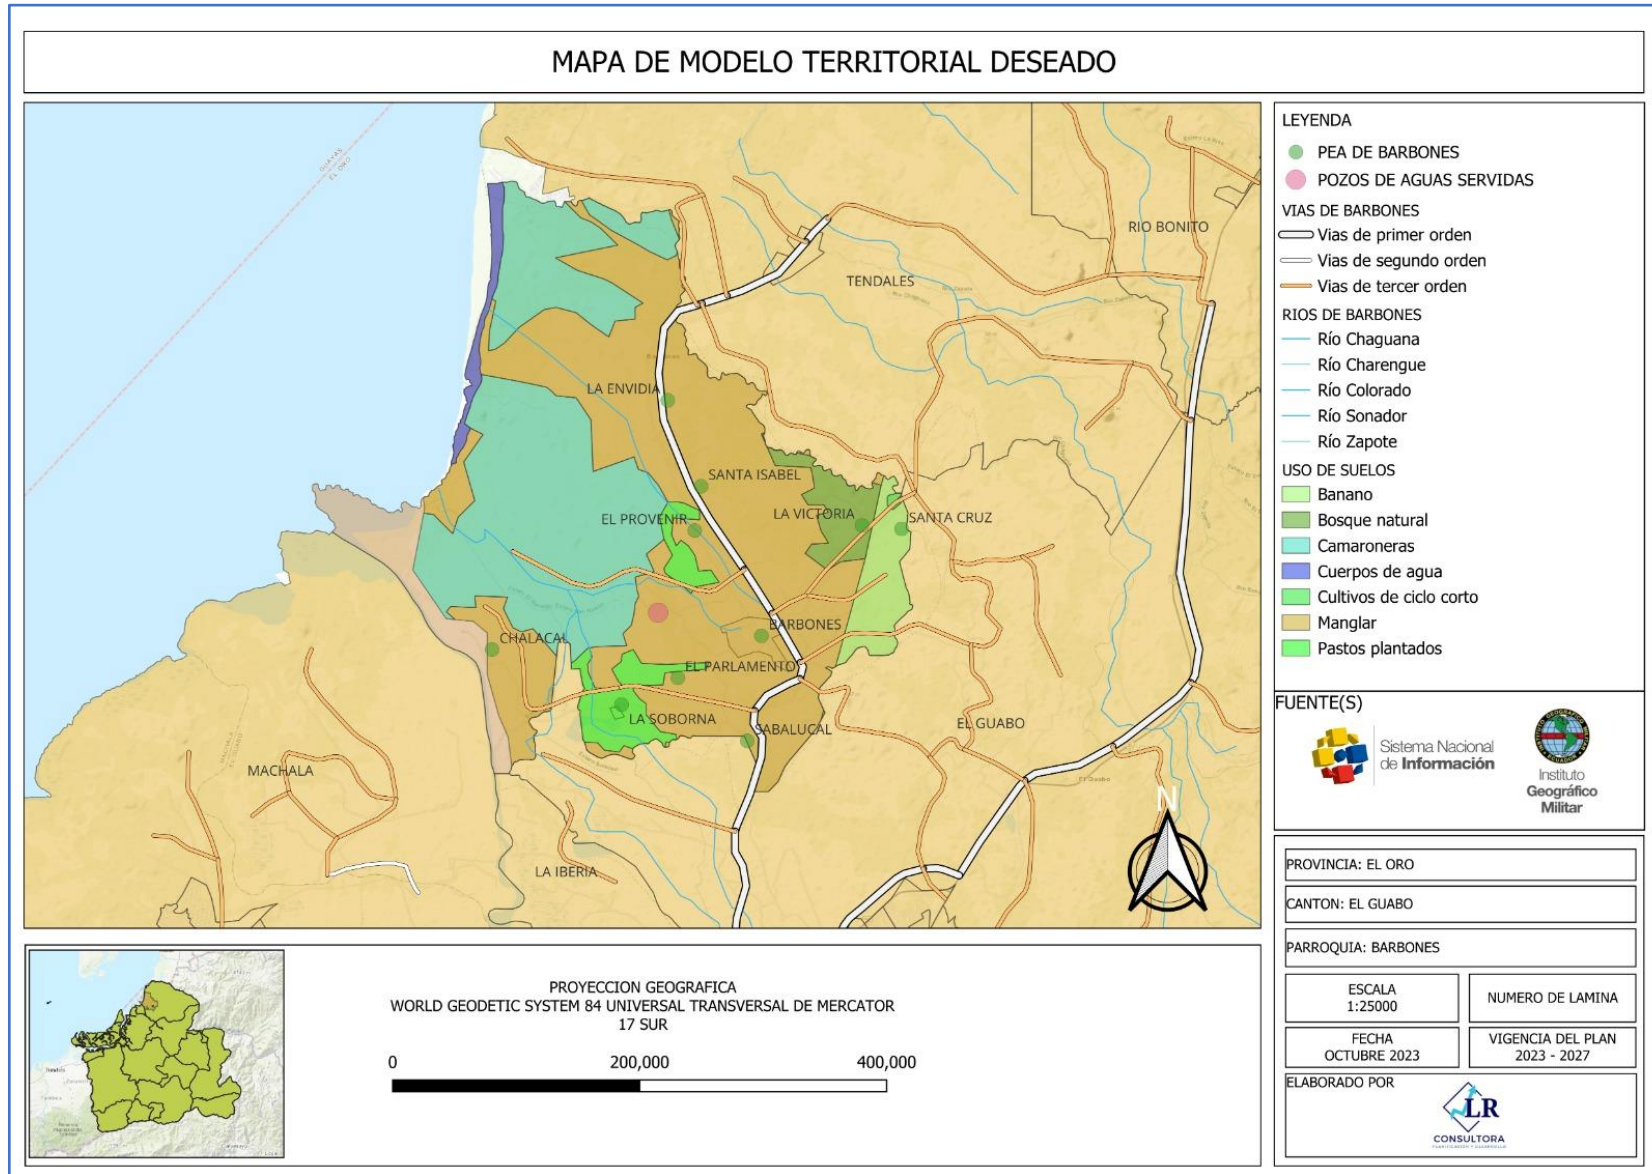 MAPA DE MODELO TERRITORIAL DESEADO
GUAYAS
EL ORO
RIO BONITO
TENDALES
LA ENVIDIA
SANTA ISABEL
EL PROVENIR
LA VICTORIA
SANTA CRUZ
BARBONES
CHALACAL
EL PARLAMENTO
LA SOBORNA
SABALUCAL
EL GUABO
El Guabo
MACHALA
LA IBERIA
N
LEYENDA
PEA DE BARBONES
POZOS DE AGUAS SERVIDAS
VIAS DE BARBONES
Vias de primer orden
Vias de segundo orden
Vias de tercer orden
RIOS DE BARBONES
Río Chaguana
Río Charengue
Río Colorado
Río Sonador
Río Zapote
USO DE SUELOS
Banano
Bosque natural
Camaroneras
Cuerpos de agua
Cultivos de ciclo corto
Manglar
Pastos plantados
FUENTE(S)
Sistema Nacional
de Información
Instituto
Geográfico
Militar
PROVINCIA: EL ORO
CANTON: EL GUABO
PARROQUIA: BARBONES
ESCALA
1:25000
NUMERO DE LAMINA
FECHA
OCTUBRE 2023
VIGENCIA DEL PLAN
2023 - 2027
ELABORADO POR
LR
CONSULTORA
PROYECCION GEOGRAFICA
WORLD GEODETIC SYSTEM 84 UNIVERSAL TRANSVERSAL DE MERCATOR
17 SUR
0
200,000
400,000